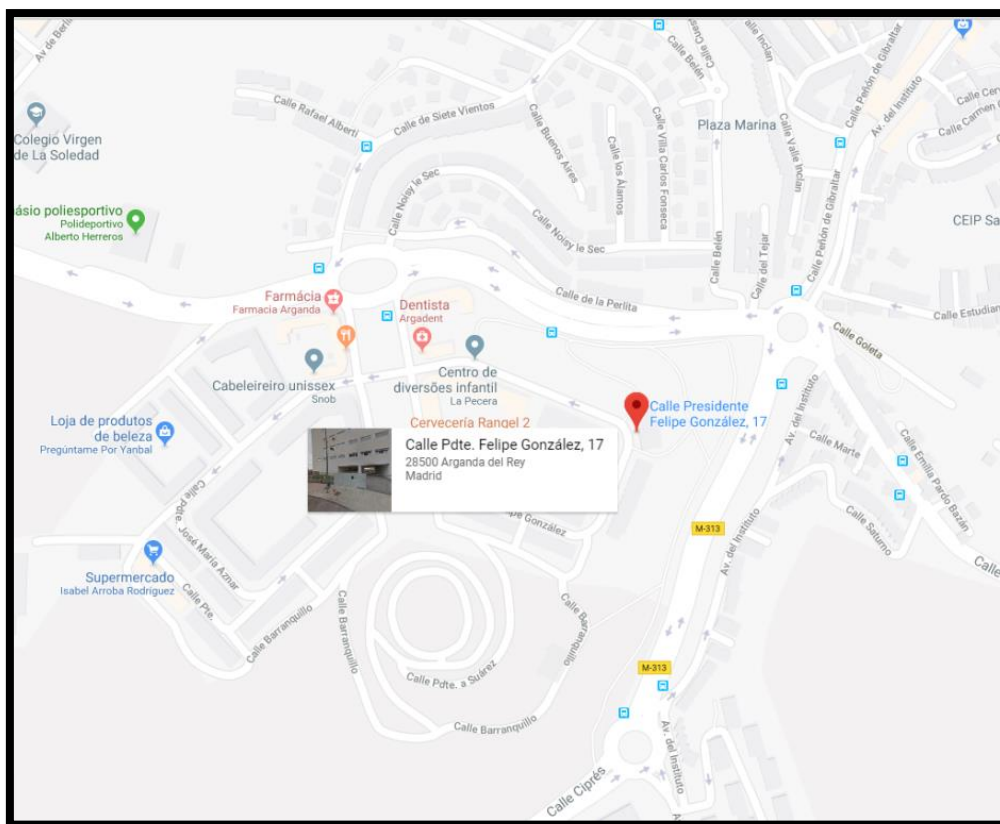 Av de Berlín
Calle Rafael Alberti
Calle de Siete Vientos
Calle Belén
Calle Cues
Calle Inclan
Calle Peñón de Gibraltar
Av. del Instituto
Calle Cer
Calle Carmen
Colegio Virgen
de La Soledad
Plaza Marina
Calle Buenos Aires
Calle los Álamos
Calle Villa Carlos Fonseca
Calle Valle Inclan
ásio poliesportivo
Polideportivo
Alberto Herreros
Calle Noisy le Sec
Calle Noisy le Sec
Calle Belén
Calle del Tejar
Calle Peñón de Gibraltar
CEIP Sa
Farmácia
Farmacia Arganda
Dentista
Argadent
Calle de la Perlita
Calle Estudian
Calle Goleta
Cabeleireiro unissex
Snob
Centro de
diversões infantil
La Pecera
Cervecería Rangel 2
Calle Presidente
Felipe González, 17
Loja de produtos
de beleza
Pregúntame Por Yanbal
Calle Pdte. Felipe González, 17
28500 Arganda del Rey
Madrid
Av. del Instituto
Calle Marte
Calle Emilia Pardo Bazán
Calle Saturno
Calle
M-313
Av. del Instituto
Calle pdte. José María Aznar
lipe González
Supermercado
Isabel Arroba Rodríguez
Calle Pte.
Calle Barranquillo
Calle Barranquillo
Calle Barranquillo
Calle Pdte. a Suárez
Calle Barranquillo
M-313
Av. del Instituto
Calle Ciprés